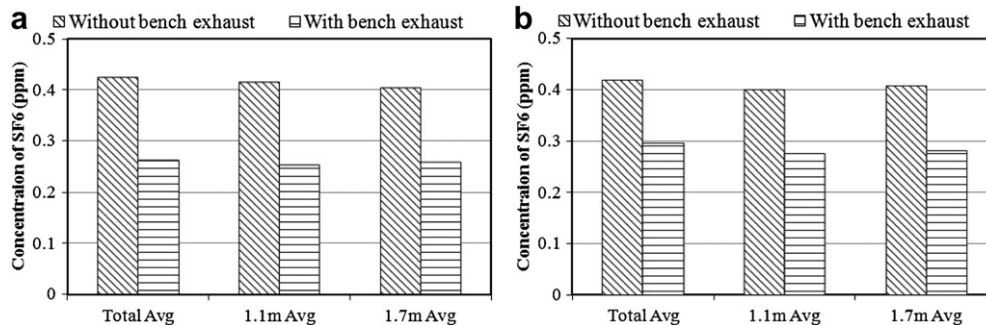 a
Without bench exhaust
With bench exhaust
Concentraion of SF6 (ppm)
0.5
0.4
0.3
0.2
0.1
0
Total Avg
1.1m Avg
1.7m Avg
b
Without bench exhaust
With bench exhaust
Concentraion of SF6 (ppm)
0.5
0.4
0.3
0.2
0.1
0
Total Avg
1.1m Avg
1.7m Avg